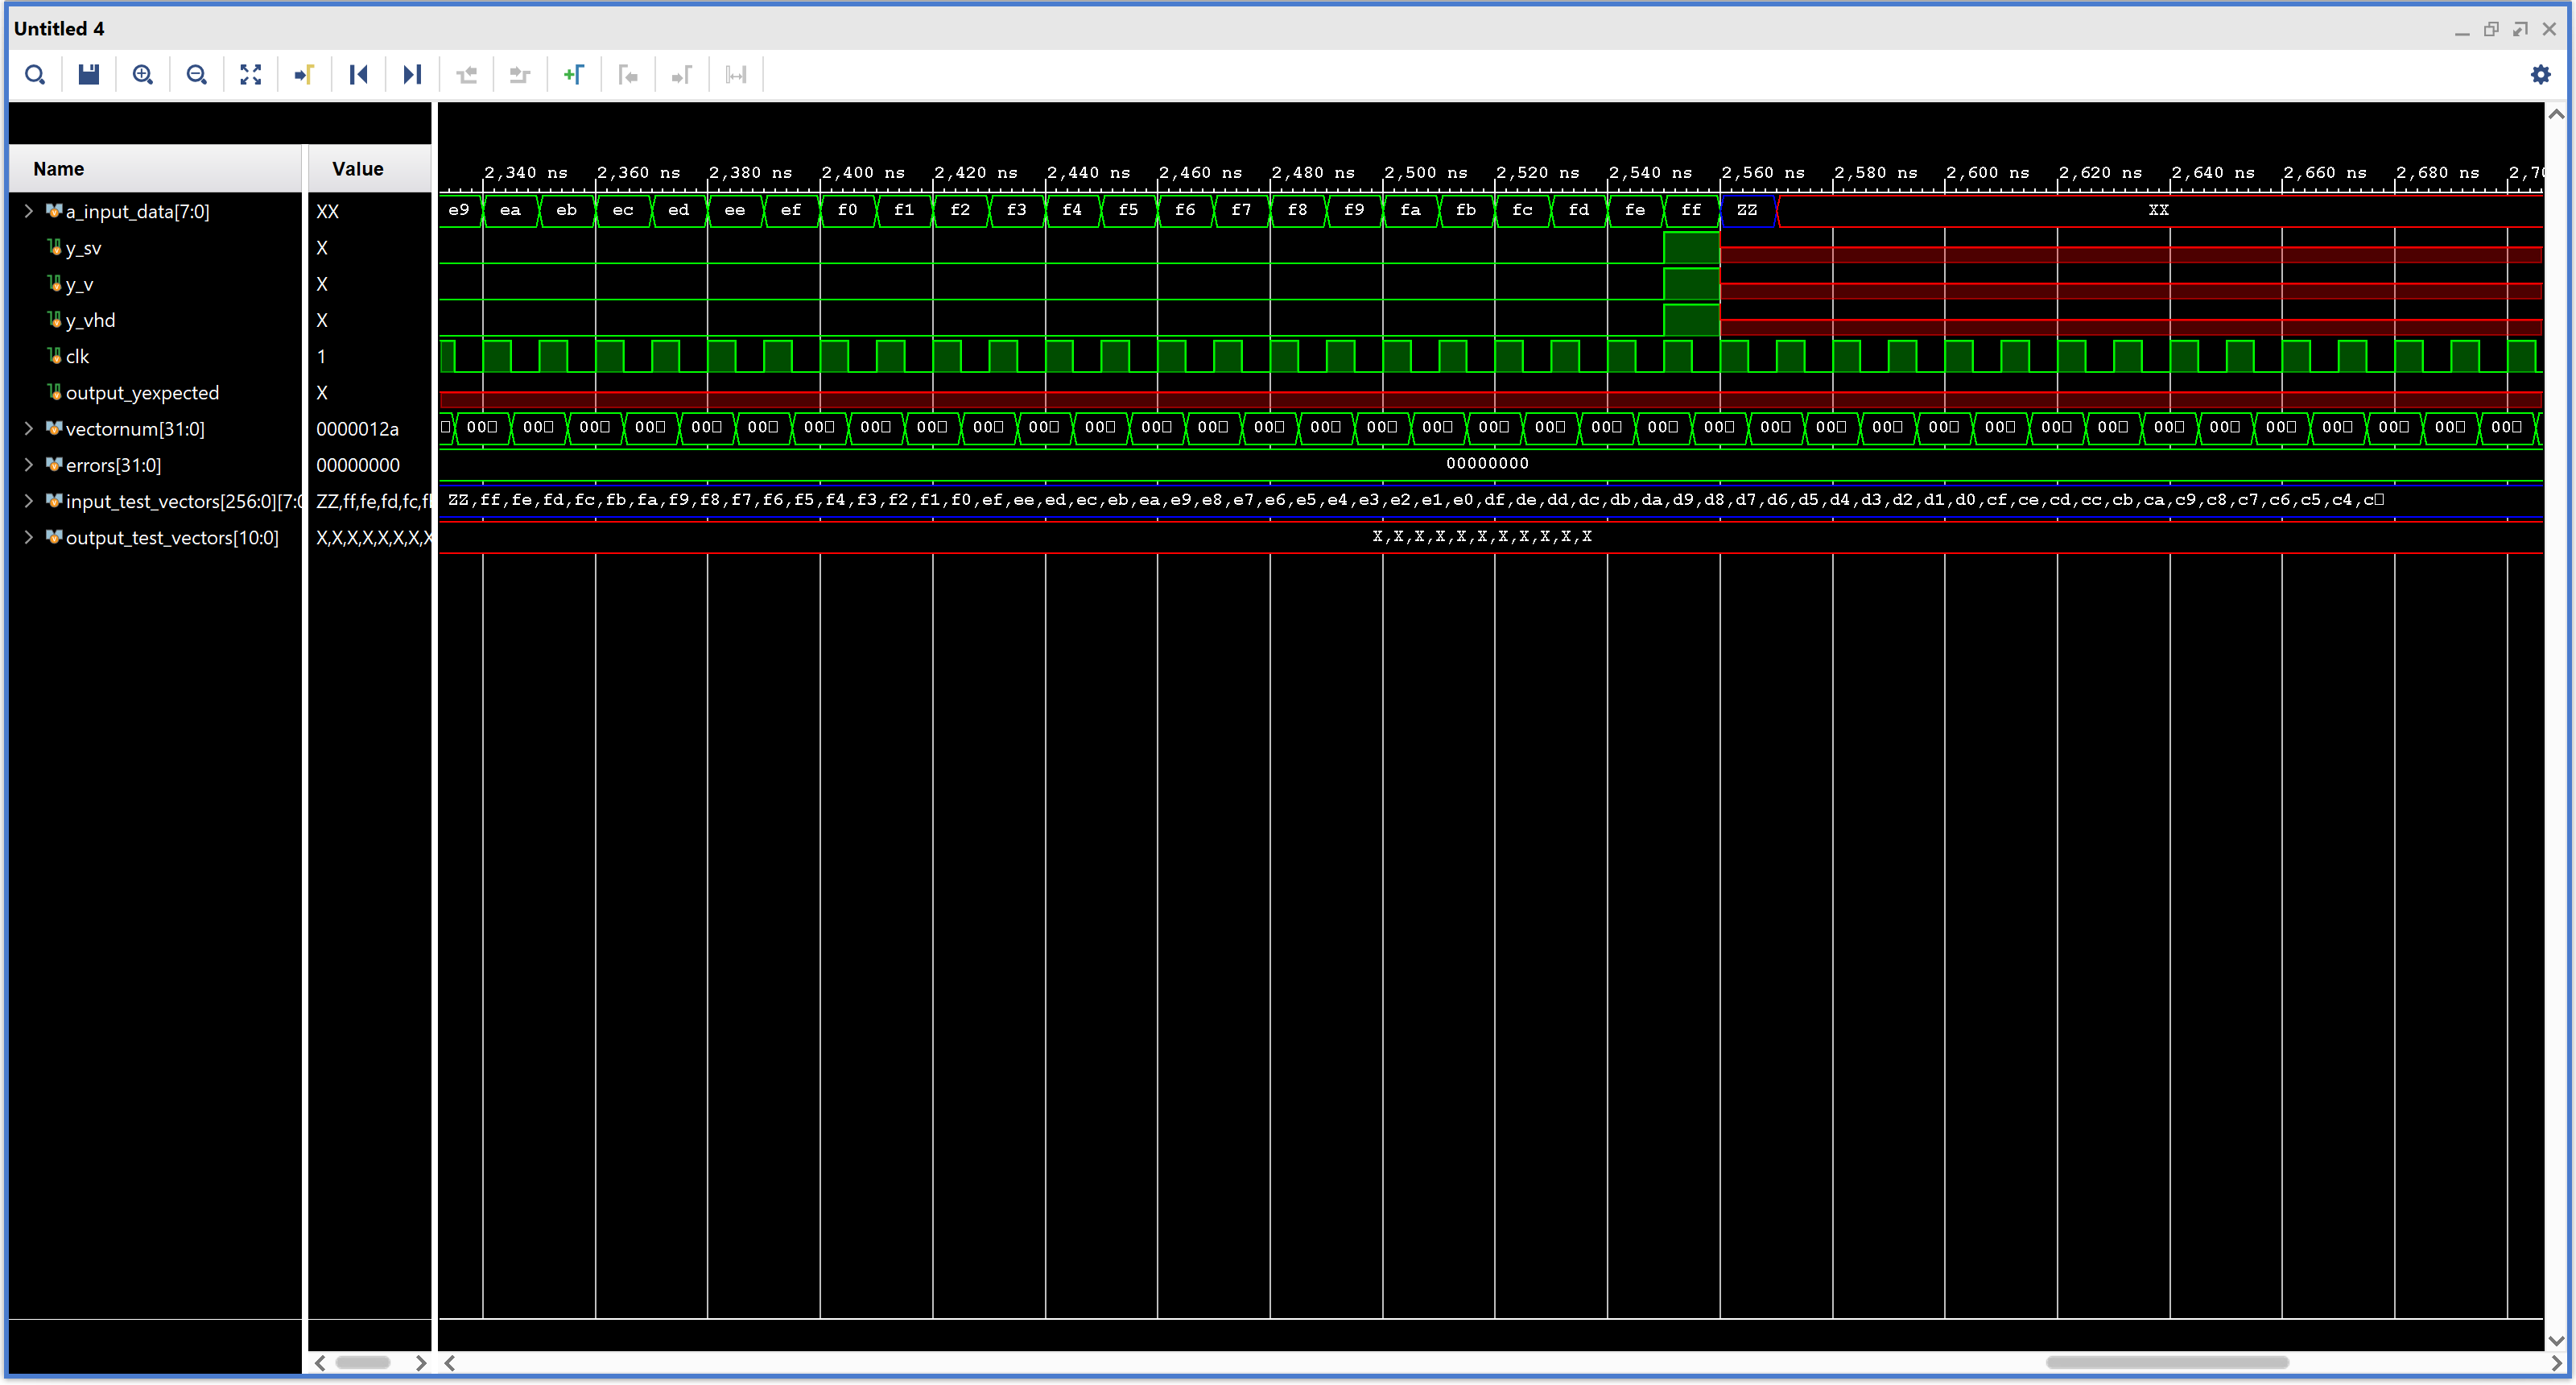 Untitled 4
Name Value
2,340 ns 2,360 ns 2,380 ns 2,400 ns 2,420 ns 2,440 ns 2,460 ns 2,480 ns 2,500 ns 2,520 ns 2,540 ns 2,560 ns 2,580 ns 2,600 ns 2,620 ns 2,640 ns 2,660 ns 2,680 ns 2,70
a_input_data[7:0] XX e9 ea eb ec ed ee ef f0 f1 f2 f3 f4 f5 f6 f7 f8 f9 fa fb fc fd fe ff ZZ XX
y_sv X
y_v X
y_vhd X
clk 1
output_yexpected X
vectornum[31:0] 0000012a 00 00 00 00 00 00 00 00 00 00 00 00 00 00 00 00 00 00 00 00 00 00 00 00 00 00 00 00 00 00 00 00 00 00 00 00 00
errors[31:0] 00000000 00000000
input_test_vectors[256:0][7:0 ZZ,ff,fe,fd,fc,f ZZ,ff,fe,fd,fc,fb,fa,f9,f8,f7,f6,f5,f4,f3,f2,f1,f0,ef,ee,ed,ec,eb,ea,e9,e8,e7,e6,e5,e4,e3,e2,e1,e0,df,de,dd,dc,db,da,d9,d8,d7,d6,d5,d4,d3,d2,d1,d0,cf,ce,cd,cc,cb,ca,c9,c8,c7,c6,c5,c4,c
output_test_vectors[10:0] X,X,X,X,X,X,X,X X,X,X,X,X,X,X,X,X,X,X